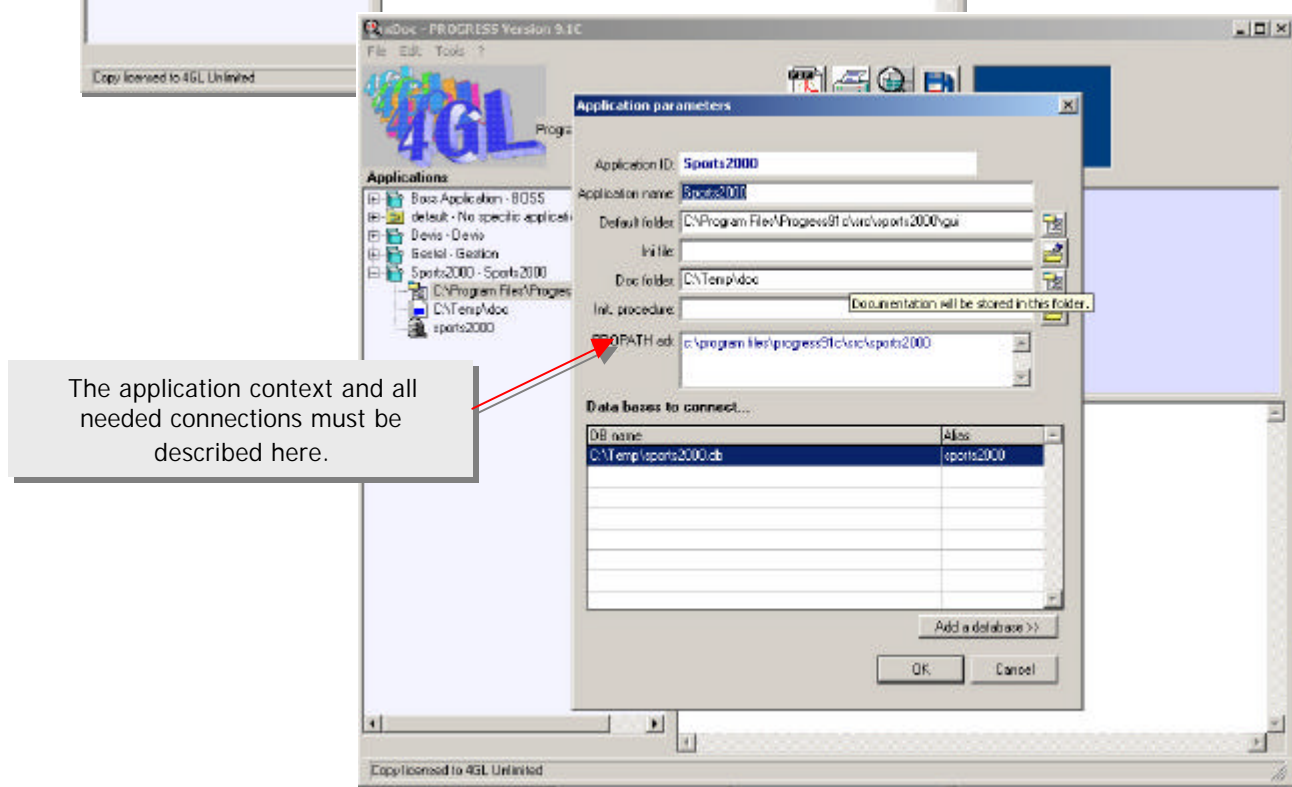 Copy licensed to 4GL Unlimited
xDoc - PROGRESS Version 9.1C
File Edit Tools ?
4GL
Progra
Applications
Boss Application - BOSS
default - No specific applicati
Devis - Devis
Gestel - Gestion
Sports2000 - Sports2000
C:\Program Files\Progres
C:\Temp\doc
sports2000
Application parameters
Application ID: Sports2000
Application name: Sports2000
Default folder: C:\Program Files\Progress91c\src\sports2000\gui
Ini file:
Doc folder: C:\Temp\doc
Documentation will be stored in this folder.
Init. procedure:
PROPATH add: c:\program files\progress91c\src\sports2000
Data bases to connect...
DB name Alias
C:\Temp\sports2000.db sports2000
Add a database >>
OK Cancel
The application context and all
needed connections must be
described here.
Copy licensed to 4GL Unlimited